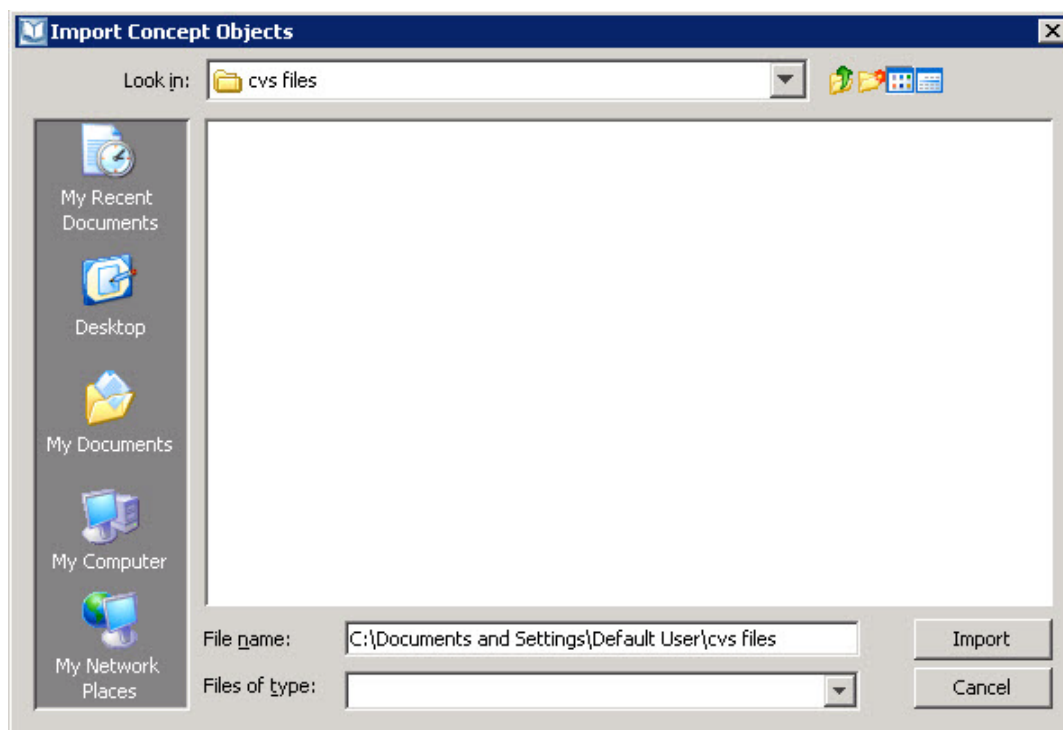 Import Concept Objects
Look in:
cvs files
My Recent
Documents
Desktop
My Documents
My Computer
My Network
Places
File name:
C:\Documents and Settings\Default User\cvs files
Import
Files of type:
Cancel